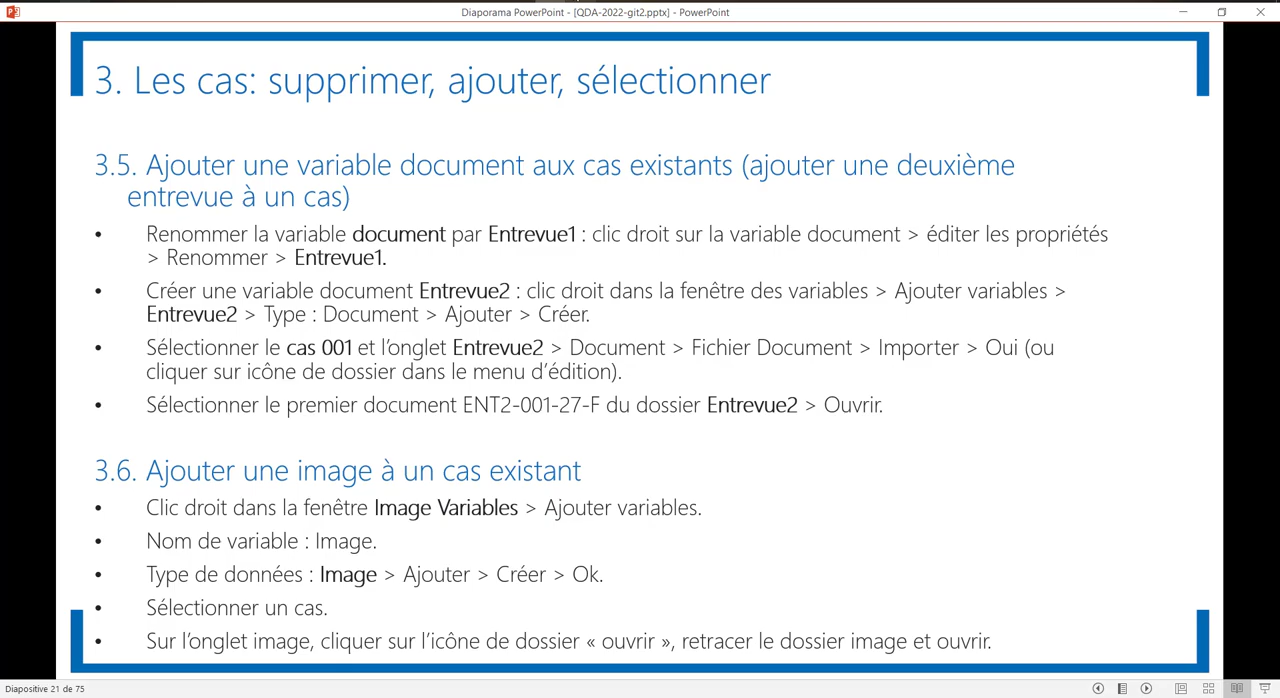 Diaporama PowerPoint - [QDA-2022-git2.pptx] - PowerPoint
3. Les cas: supprimer, ajouter, sélectionner
3.5. Ajouter une variable document aux cas existants (ajouter une deuxième
entrevue à un cas)
• Renommer la variable document par Entrevue1 : clic droit sur la variable document > éditer les propriétés
> Renommer > Entrevue1.
• Créer une variable document Entrevue2 : clic droit dans la fenêtre des variables > Ajouter variables >
Entrevue2 > Type : Document > Ajouter > Créer.
• Sélectionner le cas 001 et l’onglet Entrevue2 > Document > Fichier Document > Importer > Oui (ou
cliquer sur icône de dossier dans le menu d’édition).
• Sélectionner le premier document ENT2-001-27-F du dossier Entrevue2 > Ouvrir.
3.6. Ajouter une image à un cas existant
• Clic droit dans la fenêtre Image Variables > Ajouter variables.
• Nom de variable : Image.
• Type de données : Image > Ajouter > Créer > Ok.
• Sélectionner un cas.
• Sur l’onglet image, cliquer sur l’icône de dossier « ouvrir », retracer le dossier image et ouvrir.
Diapositive 21 de 75